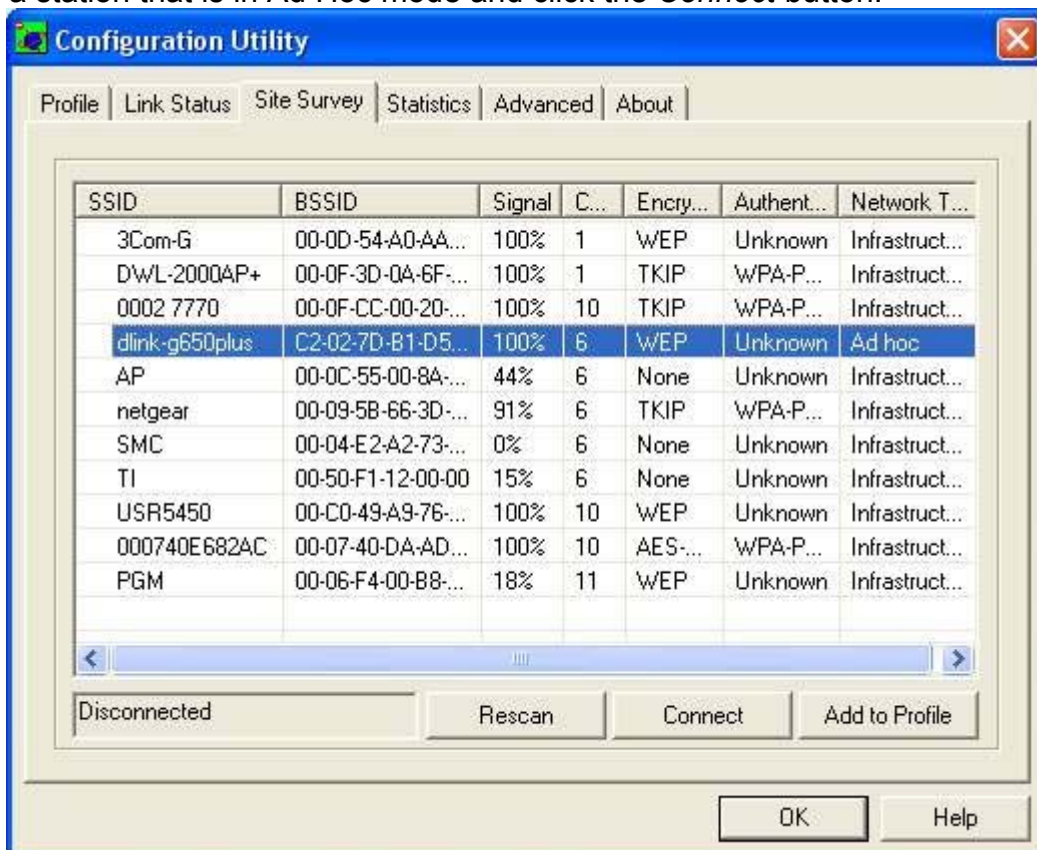 a station that is in Ad Hoc mode and click the Connect button.
Configuration Utility
Profile Link Status Site Survey Statistics Advanced About
SSID BSSID Signal C... Encry... Authent... Network T...
3Com-G 00-0D-54-A0-AA... 100% 1 WEP Unknown Infrastruct...
DWL-2000AP+ 00-0F-3D-0A-6F-... 100% 1 TKIP WPA-P... Infrastruct...
0002 7770 00-0F-CC-00-20-... 100% 10 TKIP WPA-P... Infrastruct...
dlink-g650plus C2-02-7D-B1-D5... 100% 6 WEP Unknown Ad hoc
AP 00-0C-55-00-8A-... 44% 6 None Unknown Infrastruct...
netgear 00-09-5B-66-3D-... 91% 6 TKIP WPA-P... Infrastruct...
SMC 00-04-E2-A2-73-... 0% 6 None Unknown Infrastruct...
TI 00-50-F1-12-00-00 15% 6 None Unknown Infrastruct...
USR5450 00-C0-49-A9-76-... 100% 10 WEP Unknown Infrastruct...
000740E682AC 00-07-40-DA-AD... 100% 10 AES-... WPA-P... Infrastruct...
PGM 00-06-F4-00-B8-... 18% 11 WEP Unknown Infrastruct...
Disconnected Rescan Connect Add to Profile
OK Help